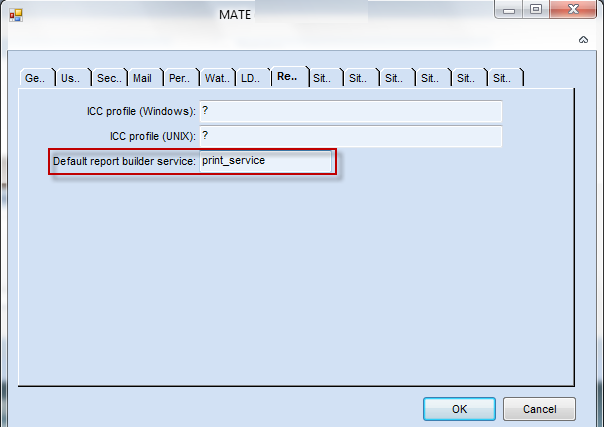 MATE
Ge.. Us.. Sec.. Mail Per.. Wat.. LD.. Re.. Sit.. Sit.. Sit.. Sit.. Sit.. Sit..
ICC profile (Windows): ?
ICC profile (UNIX): ?
Default report builder service: print_service
OK Cancel